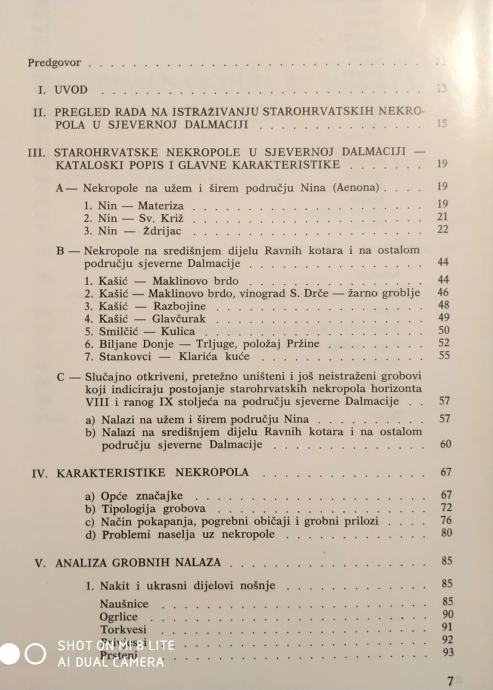 Predgovor . . . . . . . . . . . . . . . . . . . . . . . . . . 11
I. UVOD . . . . . . . . . . . . . . . . . . . . . . . . . . 13
II. PREGLED RADA NA ISTRAŽIVANJU STAROHRVATSKIH NEKRO-
POLA U SJEVERNOJ DALMACIJI . . . . . . . . . . . . . 15
III. STAROHRVATSKE NEKROPOLE U SJEVERNOJ DALMACIJI —
KATALOŠKI POPIS I GLAVNE KARAKTERISTIKE . . . . . . . 19
A — Nekropole na užem i širem području Nina (Aenona) . . . . 19
1. Nin — Materiza . . . . . . . . . . . . . . . . . . 19
2. Nin — Sv. Križ . . . . . . . . . . . . . . . . . . 21
3. Nin — Ždrijac . . . . . . . . . . . . . . . . . . 22
B — Nekropole na središnjem dijelu Ravnih kotara i na ostalom
području sjeverne Dalmacije . . . . . . . . . . . . . 44
1. Kašić — Maklinovo brdo . . . . . . . . . . . . . . 44
2. Kašić — Maklinovo brdo, vinograd S. Drče — žarno groblje 46
3. Kašić — Razbojine . . . . . . . . . . . . . . . . 48
4. Kašić — Glavčurak . . . . . . . . . . . . . . . . 49
5. Smilčić — Kulica . . . . . . . . . . . . . . . . . 50
6. Biljane Donje — Trljuge, položaj Pržine . . . . . . . 52
7. Stankovci — Klarića kuće . . . . . . . . . . . . . 55
C — Slučajno otkriveni, pretežno uništeni i još neistraženi grobovi
koji indiciraju postojanje starohrvatskih nekropola horizonta
VIII i ranog IX stoljeća na području sjeverne Dalmacije . . 57
a) Nalazi na užem i širem području Nina . . . . . . . . 57
b) Nalazi na središnjem dijelu Ravnih kotara i na ostalom
području sjeverne Dalmacije . . . . . . . . . . . . 60
IV. KARAKTERISTIKE NEKROPOLA . . . . . . . . . . . . . 67
a) Opće značajke . . . . . . . . . . . . . . . . . . 67
b) Tipologija grobova . . . . . . . . . . . . . . . . 72
c) Način pokapanja, pogrebni običaji i grobni prilozi . . . . 76
d) Problemi naselja uz nekropole . . . . . . . . . . . 80
V. ANALIZA GROBNIH NALAZA . . . . . . . . . . . . . . 85
1. Nakit i ukrasni dijelovi nošnje . . . . . . . . . . . 85
Naušnice . . . . . . . . . . . . . . . . . . . . 85
Ogrlice . . . . . . . . . . . . . . . . . . . . . 90
Torkvesi . . . . . . . . . . . . . . . . . . . . 91
. . . . . . . . . . . . . . . . . . . . 92
Prsteni . . . . . . . . . . . . . . . . . . . . . 93
SHOT ON MI 8 LITE
AI DUAL CAMERA
7